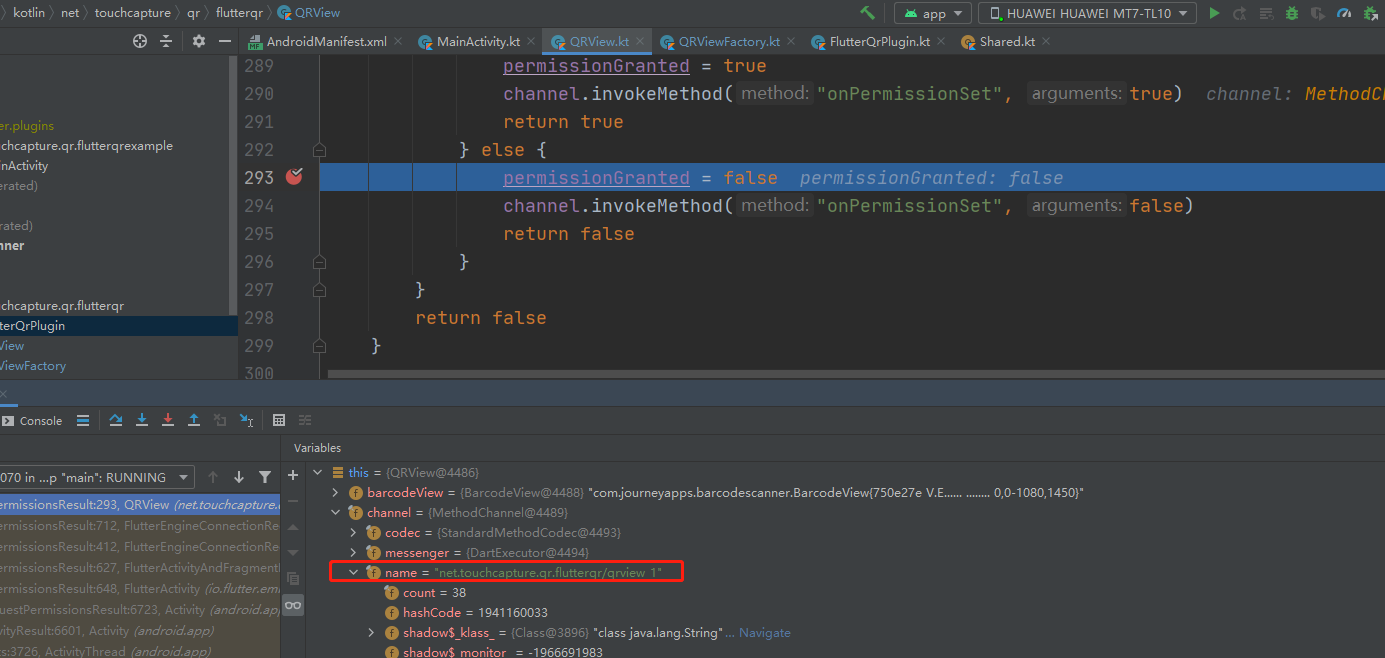 kotlin net touchcapture qr flutterqr QRView app HUAWEI HUAWEI MT7-TL10
AndroidManifest.xml MainActivity.kt QRView.kt QRViewFactory.kt FlutterQrPlugin.kt Shared.kt
289 permissionGranted = true
290 channel.invokeMethod( method: "onPermissionSet", arguments: true) channel: MethodCh
291 return true
292 } else {
293 permissionGranted = false permissionGranted: false
294 channel.invokeMethod( method: "onPermissionSet", arguments: false)
295 return false
296 }
297 }
298 return false
299 }
300
er.plugins
chcapture.qr.flutterqrexample
nActivity
erated)
rated)
nner
chcapture.qr.flutterqr
terQrPlugin
View
ViewFactory
Console
Variables
070 in ...p "main": RUNNING
ermissionsResult:293, QRView (net.touchcapture.
ermissionsResult:712, FlutterEngineConnectionRe
ermissionsResult:412, FlutterEngineConnectionRe
ermissionsResult:627, FlutterActivityAndFragment
ermissionsResult:648, FlutterActivity (io.flutter.em
uestPermissionsResult:6723, Activity (android.app
vityResult:6601, Activity (android.app)
ts:3726, ActivityThread (android.app)
this = {QRView@4486}
barcodeView = {BarcodeView@4488} "com.journeyapps.barcodescanner.BarcodeView{750e27e V.E...... ........ 0,0-1080,1450}"
channel = {MethodChannel@4489}
codec = {StandardMethodCodec@4493}
messenger = {DartExecutor@4494}
name = "net.touchcapture.qr.flutterqr/qrview_1"
count = 38
hashCode = 1941160033
shadow$_klass_ = {Class@3896} "class java.lang.String"... Navigate
shadow$_monitor_ = -1966691983